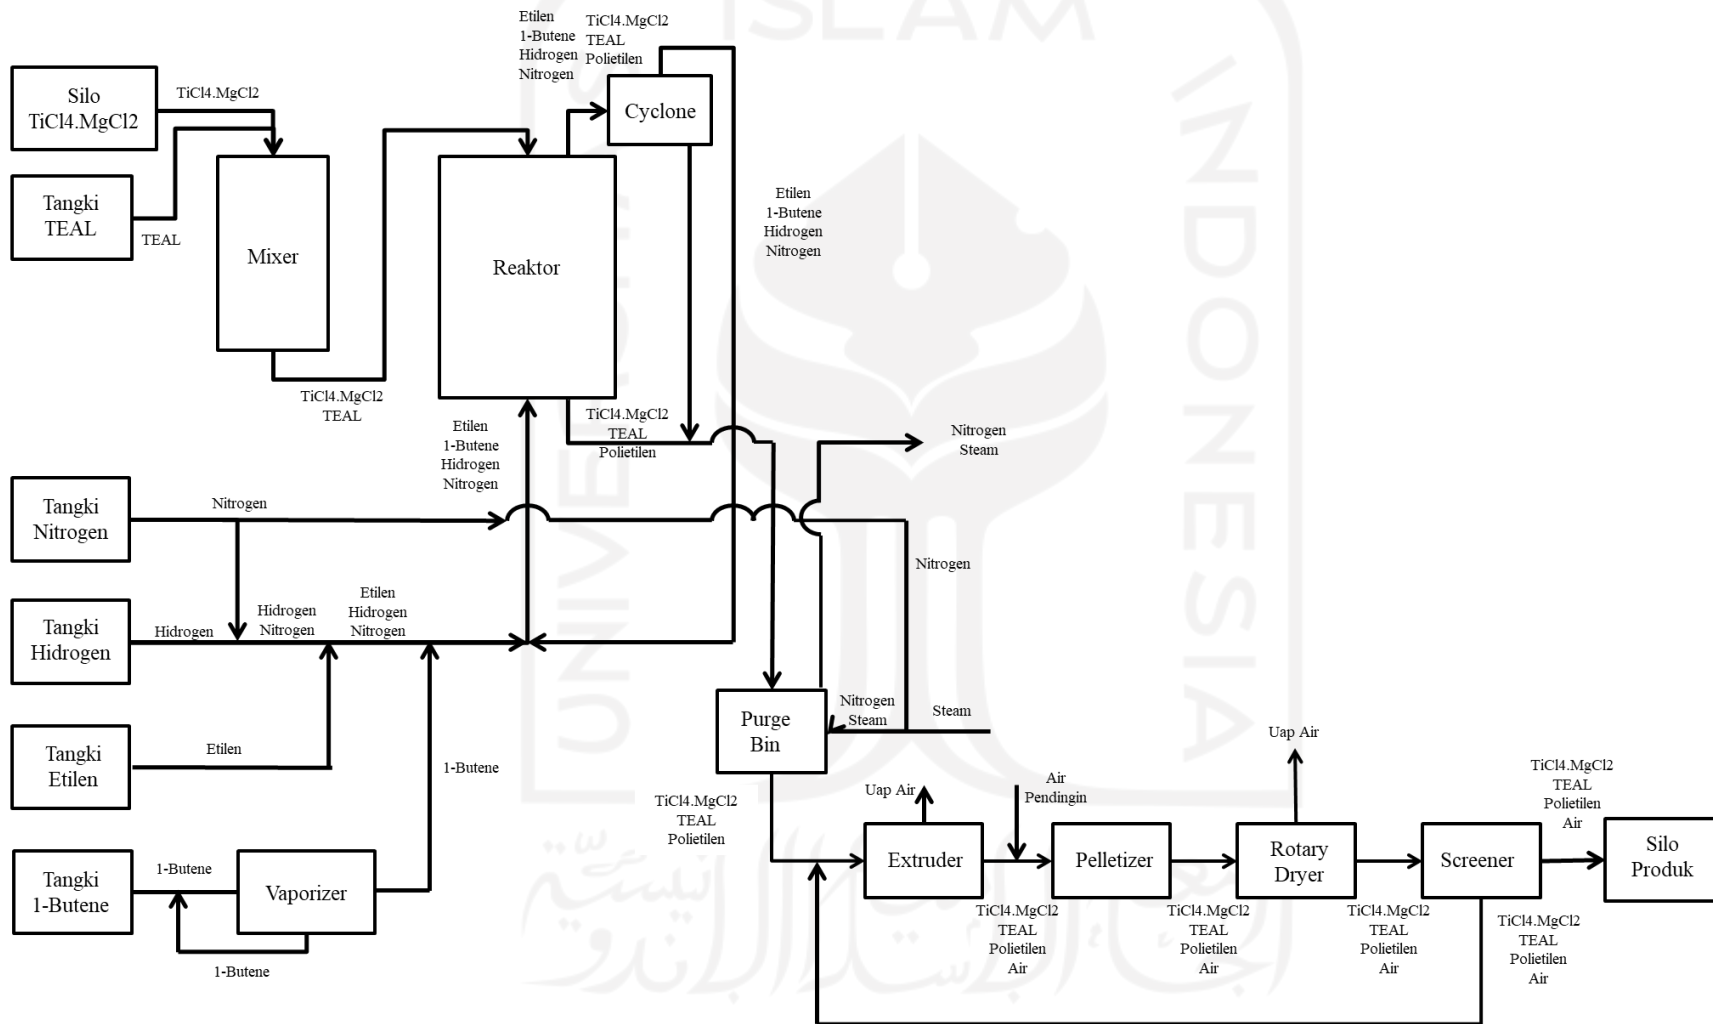 ISLAM
UNIVERSITAS
INDONESIA
Etilen
1-Butene
Hidrogen
Nitrogen
TiCl4.MgCl2
TEAL
Polietilen
Silo
TiCl4.MgCl2
TiCl4.MgCl2
Cyclone
Tangki
TEAL
TEAL
Mixer
Reaktor
Etilen
1-Butene
Hidrogen
Nitrogen
TiCl4.MgCl2
TEAL
Etilen
1-Butene
Hidrogen
Nitrogen
TiCl4.MgCl2
TEAL
Polietilen
Nitrogen
Steam
Tangki
Nitrogen
Nitrogen
Nitrogen
Tangki
Hidrogen
Hidrogen
Hidrogen
Nitrogen
Etilen
Hidrogen
Nitrogen
Tangki
Etilen
Etilen
1-Butene
Purge
Bin
Nitrogen
Steam
Steam
Tangki
1-Butene
1-Butene
Vaporizer
1-Butene
TiCl4.MgCl2
TEAL
Polietilen
Uap Air
Air
Pendingin
Uap Air
TiCl4.MgCl2
TEAL
Polietilen
Air
Extruder
Pelletizer
Rotary
Dryer
Screener
Silo
Produk
TiCl4.MgCl2
TEAL
Polietilen
Air
TiCl4.MgCl2
TEAL
Polietilen
Air
TiCl4.MgCl2
TEAL
Polietilen
Air
TiCl4.MgCl2
TEAL
Polietilen
Air